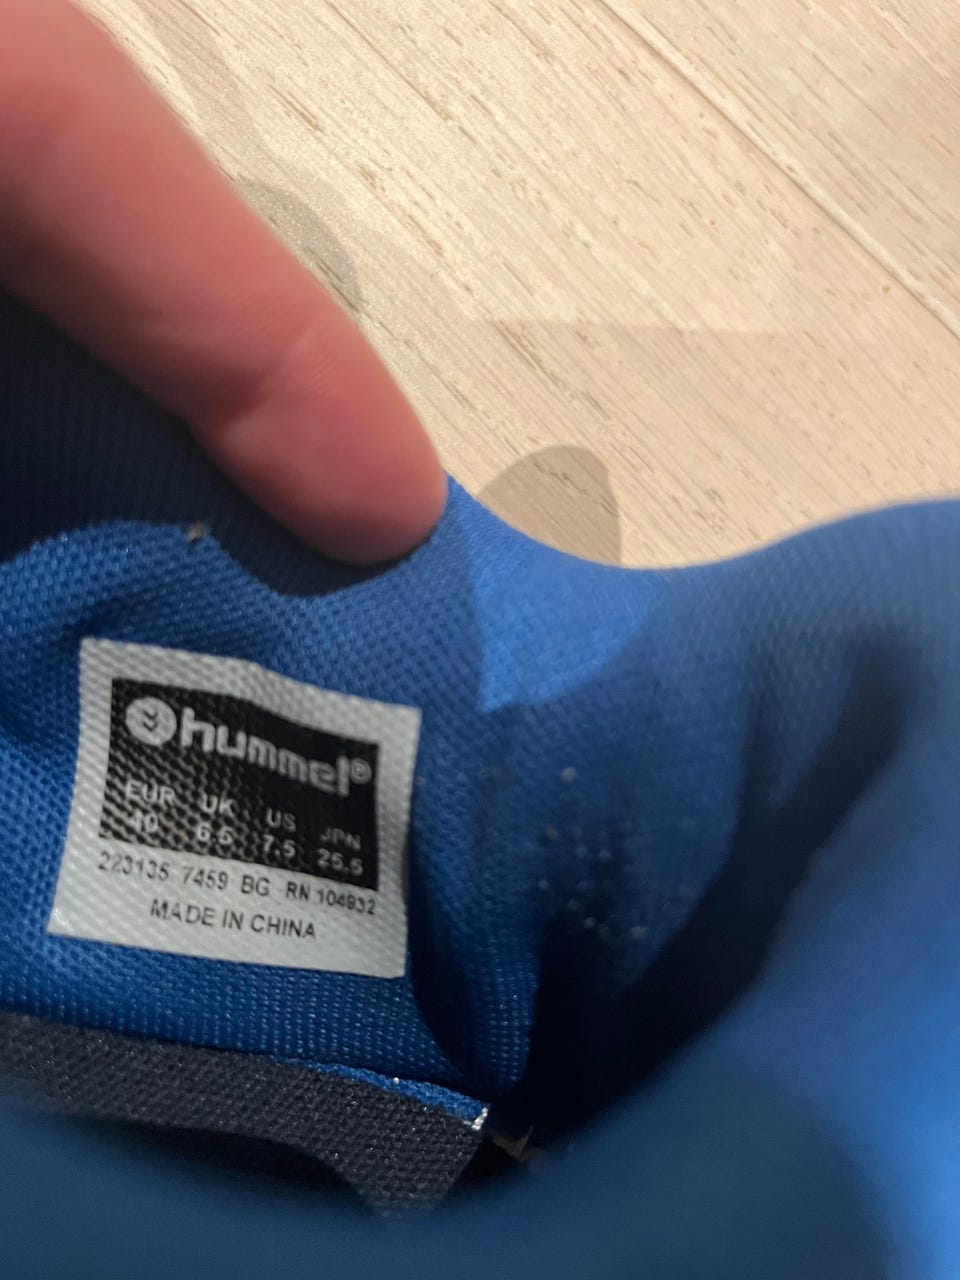 hummel®
EUR UK US JPN
40 6.5 7.5 25.5
223135 7459 BG RN 104932
MADE IN CHINA